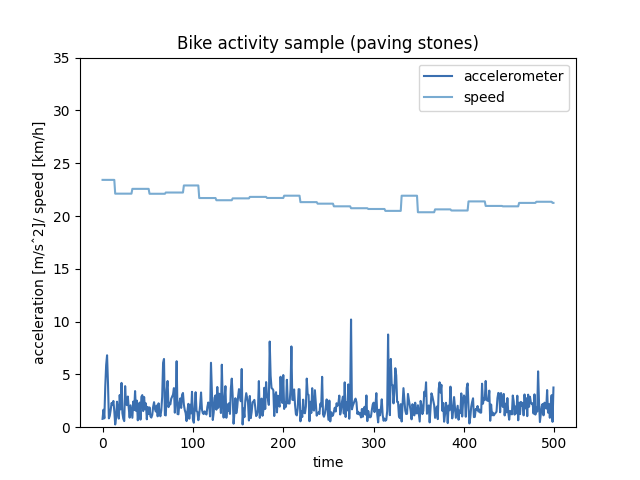 Bike activity sample (paving stones)
accelerometer
speed
acceleration [m/s^2]/ speed [km/h]
35
30
25
20
15
10
5
0
0 100 200 300 400 500
time